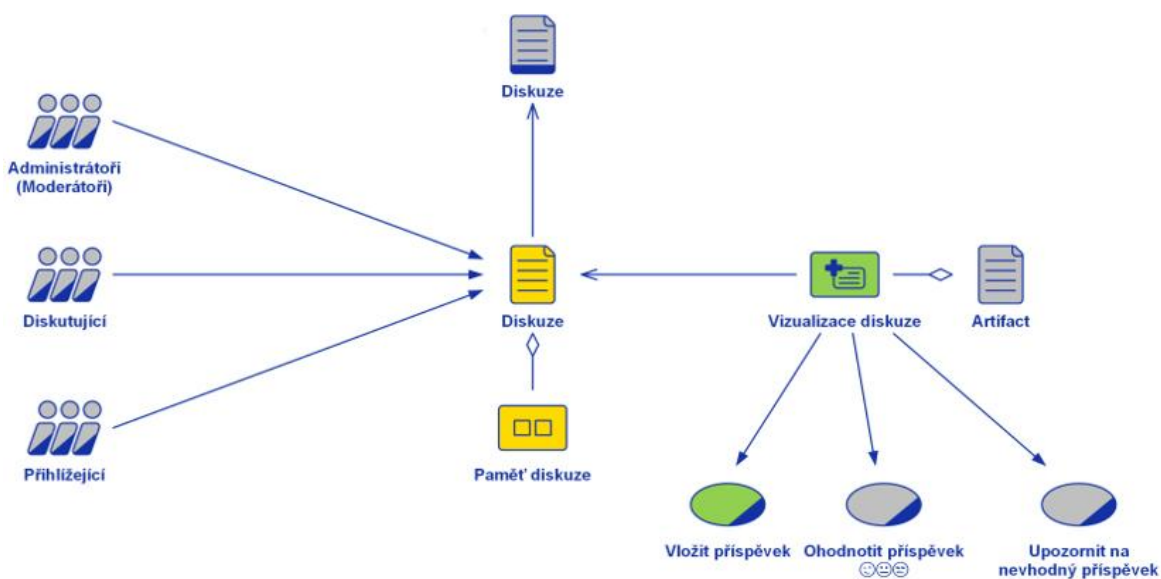 Diskuze
Administrátoři
(Moderátoři)
Diskutující
Diskuze
Vizualizace diskuze
Artifact
Přihlížející
Paměť diskuze
Vložit příspěvek
Ohodnotit příspěvek
Upozornit na
nevhodný příspěvek